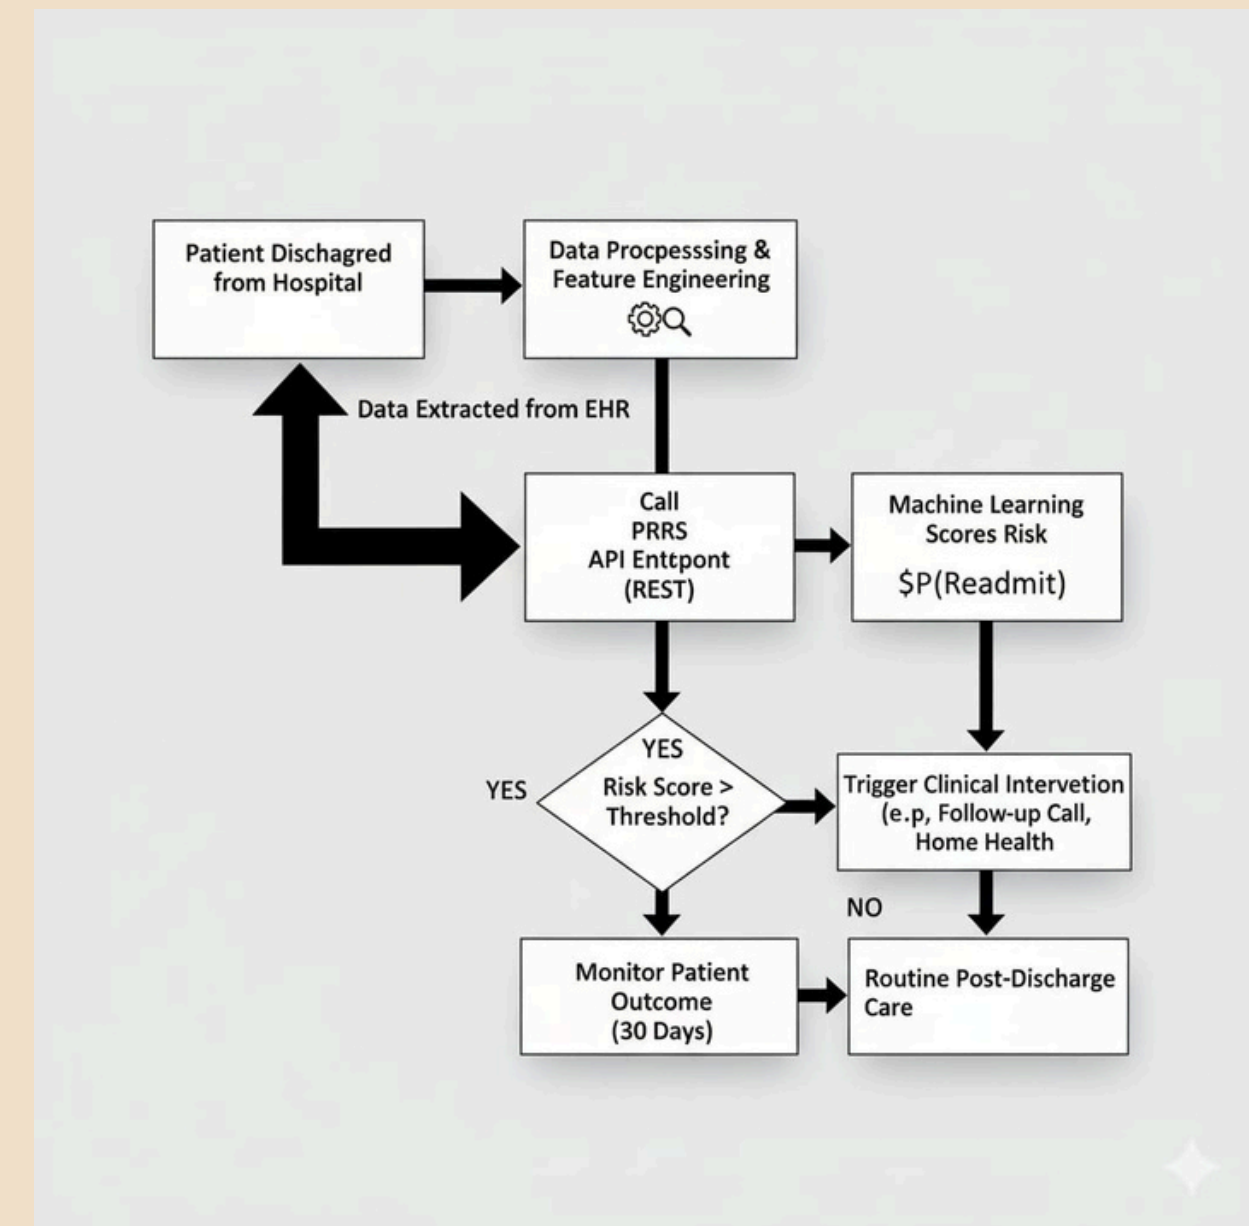 Patient Dischagred
from Hospital
Data Procpesssing &
Feature Engineering
Data Extracted from EHR
Call
PRRS
API Enttpont
(REST)
Machine Learning
Scores Risk
$P(Readmit)
YES
YES
Risk Score >
Threshold?
Trigger Clinical Intervetion
(e.p, Follow-up Call,
Home Health
NO
Monitor Patient
Outcome
(30 Days)
Routine Post-Discharge
Care